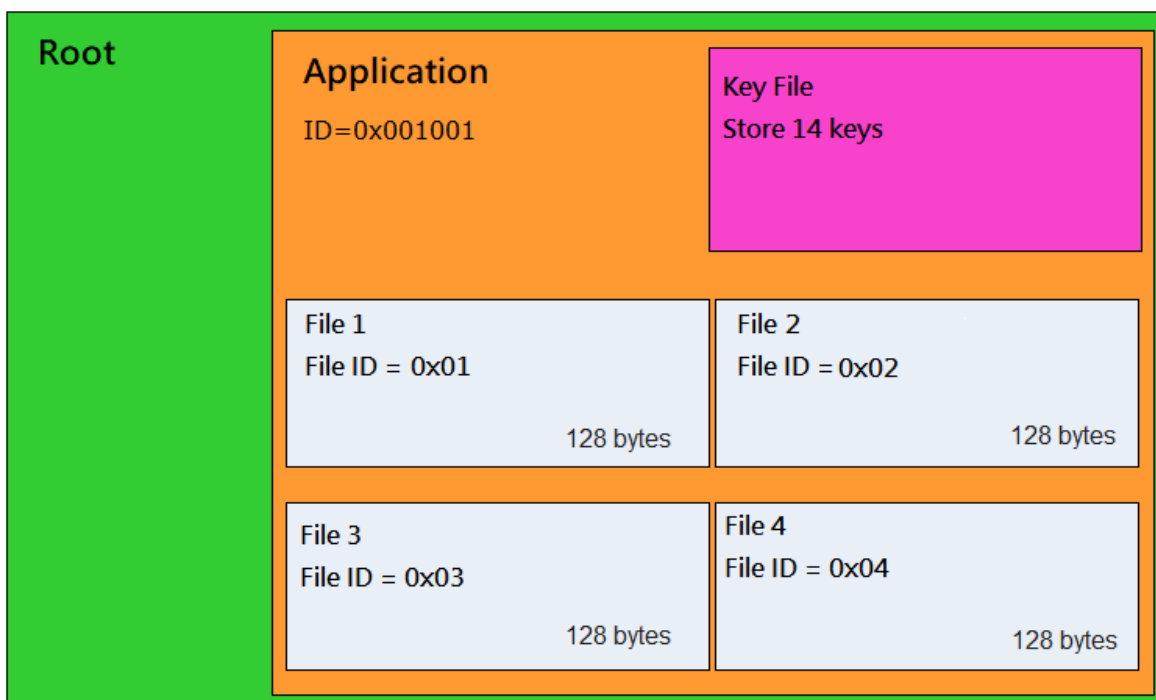 Root
Application
ID=0x001001
Key File
Store 14 keys
File 1
File ID = 0x01
128 bytes
File 2
File ID = 0x02
128 bytes
File 3
File ID = 0x03
128 bytes
File 4
File ID = 0x04
128 bytes